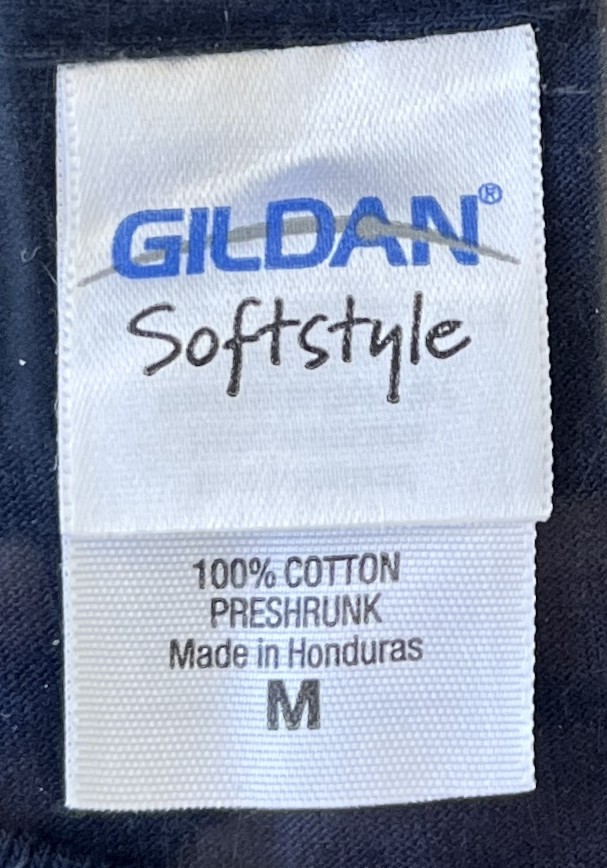 GILDAN®
Softstyle
100% COTTON
PRESHRUNK
Made in Honduras
M